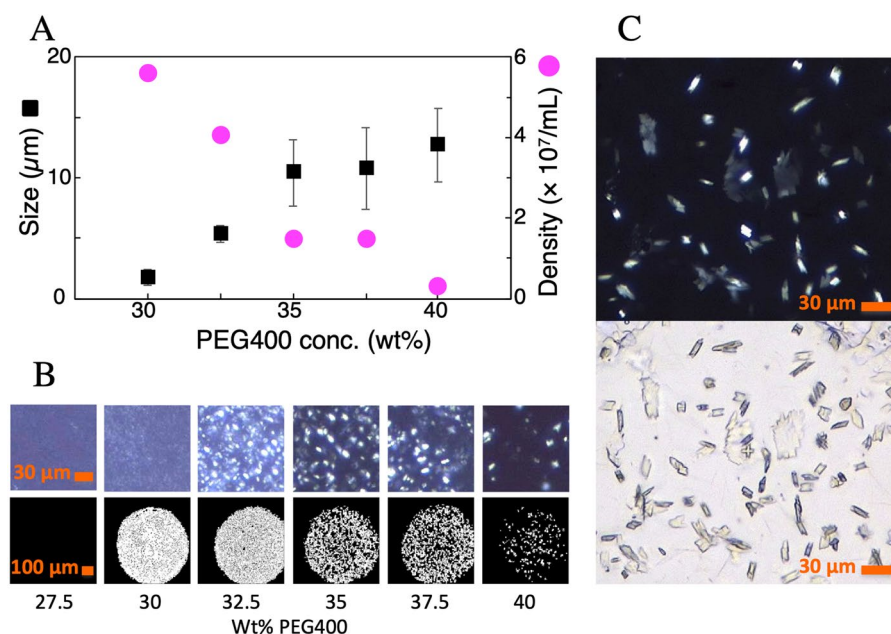 A
20
10
0
Size (µm)
6
4
2
0
Density (× 10⁷/mL)
30
35
40
PEG400 conc. (wt%)
B
30 µm
100 µm
27.5
30
32.5
35
37.5
40
Wt% PEG400
C
30 µm
30 µm